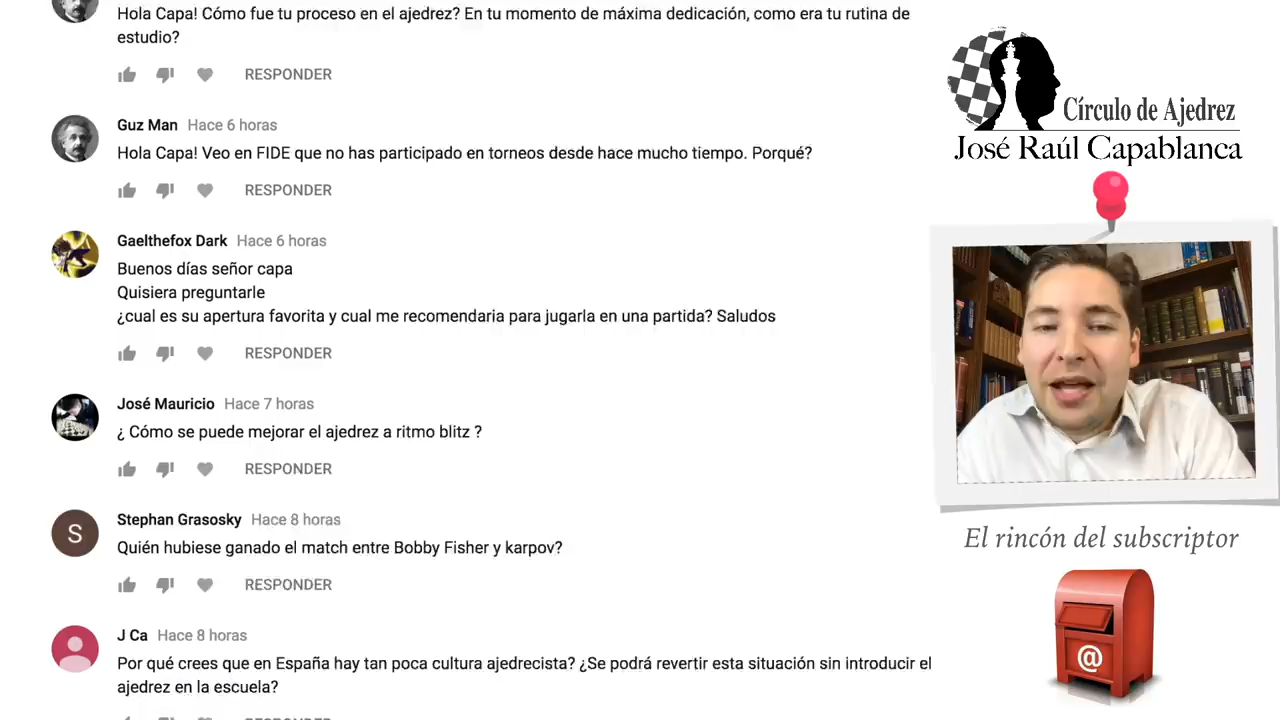 Hola Capa! Cómo fue tu proceso en el ajedrez? En tu momento de máxima dedicación, como era tu rutina de
estudio?
RESPONDER
Guz Man Hace 6 horas
Hola Capa! Veo en FIDE que no has participado en torneos desde hace mucho tiempo. Porqué?
RESPONDER
Gaelthefox Dark Hace 6 horas
Buenos días señor capa
Quisiera preguntarle
¿cual es su apertura favorita y cual me recomendaria para jugarla en una partida? Saludos
RESPONDER
José Mauricio Hace 7 horas
¿ Cómo se puede mejorar el ajedrez a ritmo blitz ?
RESPONDER
S
Stephan Grasosky Hace 8 horas
Quién hubiese ganado el match entre Bobby Fisher y karpov?
RESPONDER
J Ca Hace 8 horas
Por qué crees que en España hay tan poca cultura ajedrecista? ¿Se podrá revertir esta situación sin introducir el
ajedrez en la escuela?
RESPONDER
Círculo de Ajedrez
José Raúl Capablanca
El rincón del subscriptor
@